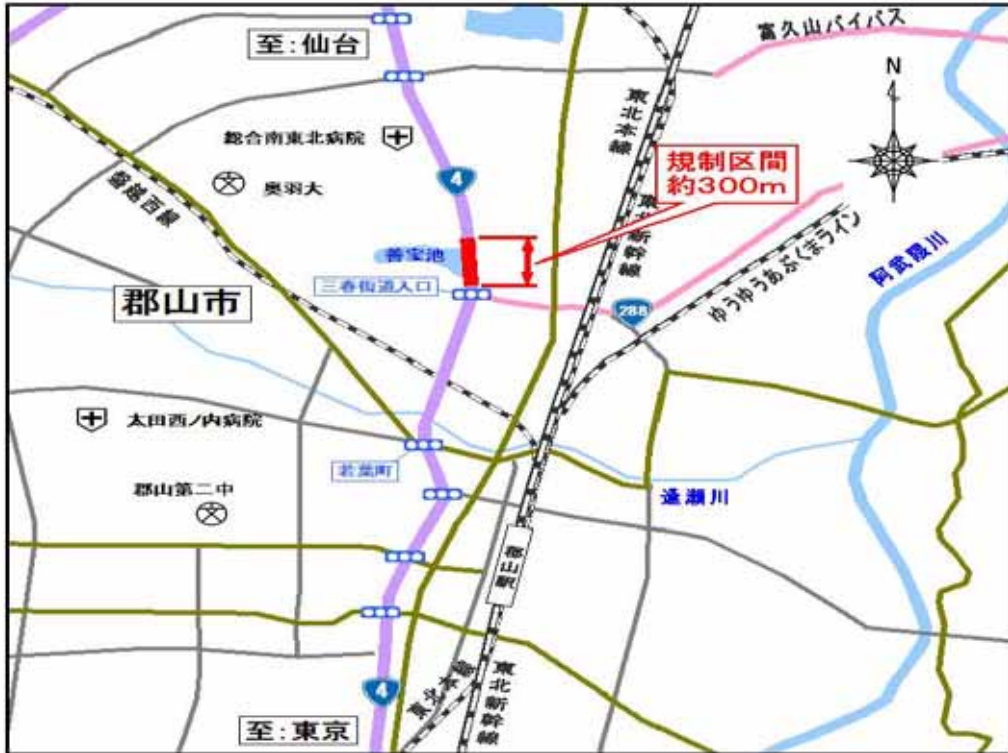 至:仙台
富久山バイパス
N
総合南東北病院
4
東北本線
規制区間
約300m
奥羽大
磐越西線
東北新幹線
善宝池
ゆうゆうあぶくまライン
阿武隈川
三春街道入口
郡山市
288
太田西ノ内病院
若葉町
郡山第二中
逢瀬川
郡山駅
東北本線
東北新幹線
4
至:東京